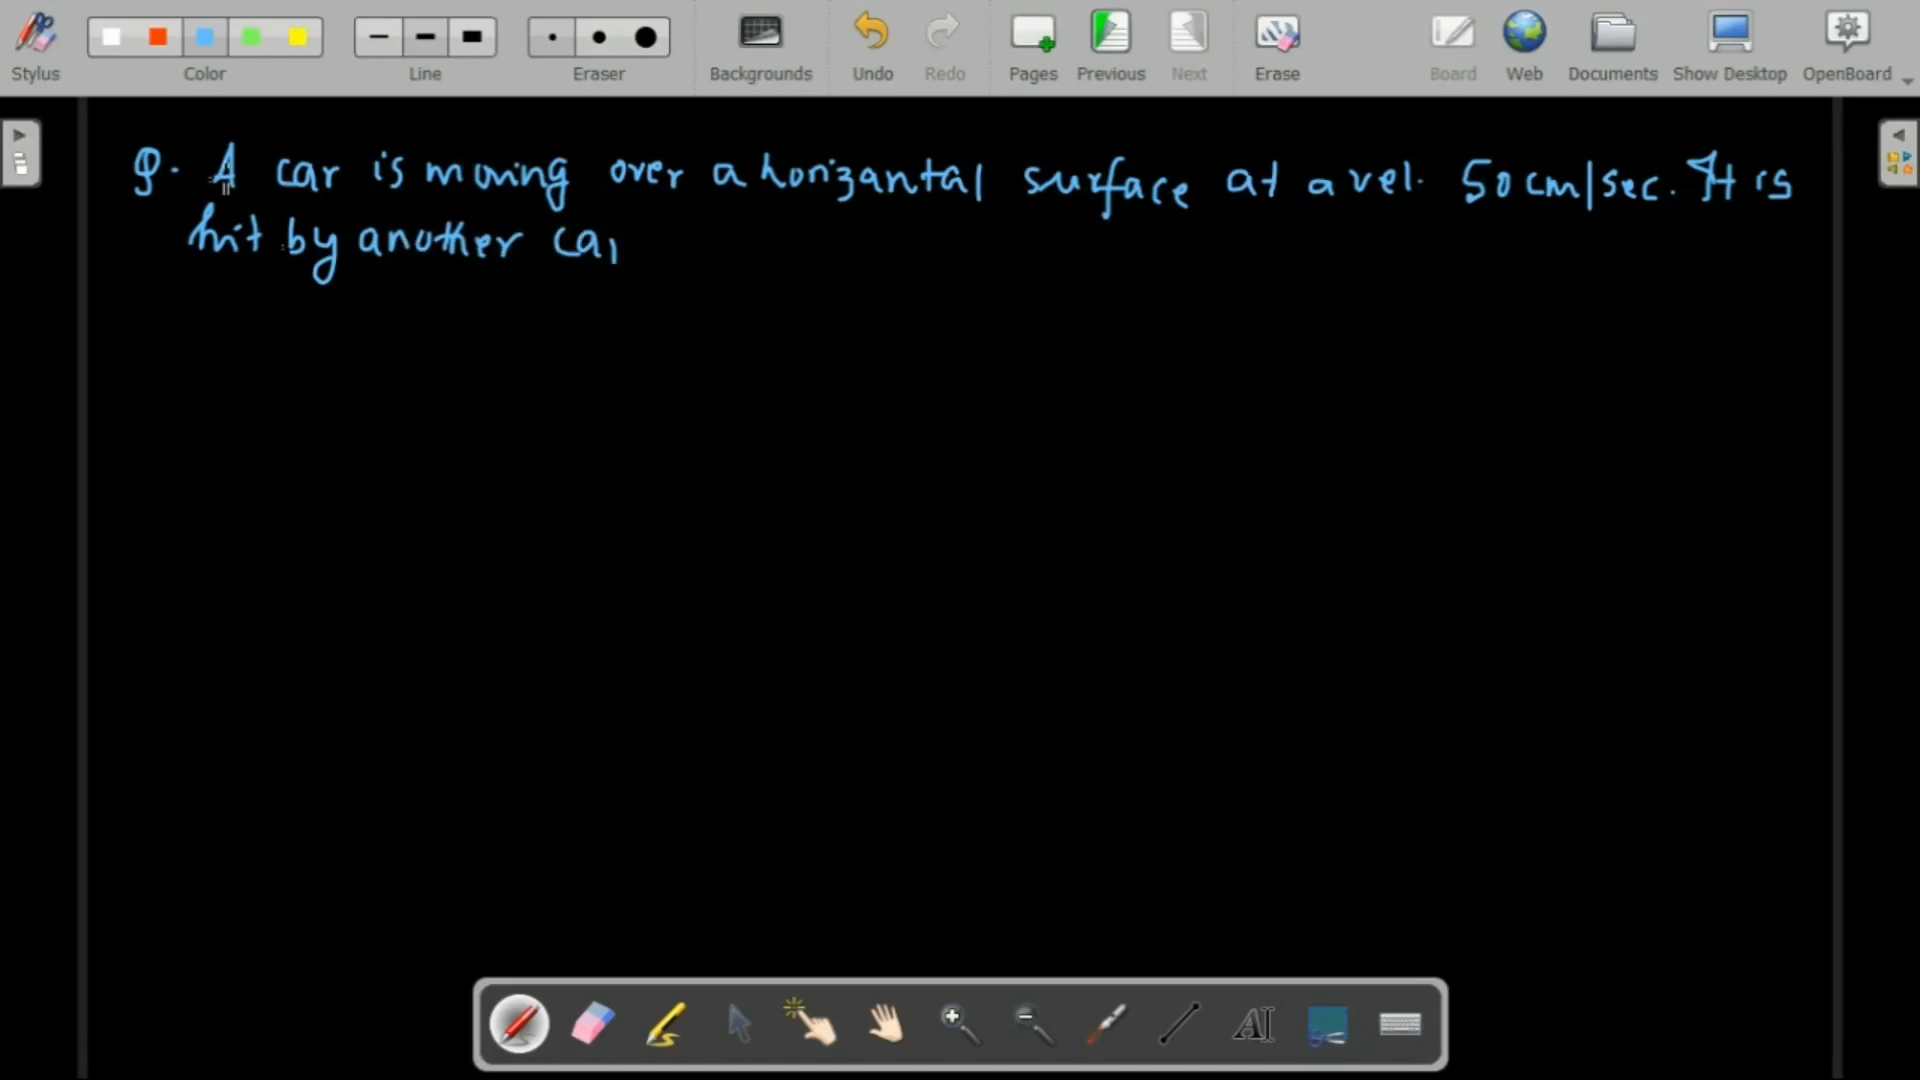 Stylus Color Line Eraser Backgrounds Undo Redo Pages Previous Next Erase Board Web Documents Show Desktop OpenBoard
Q. A car is moving over a horizantal surface at a vel. 50 cm/sec. It is
hit by another car
AI